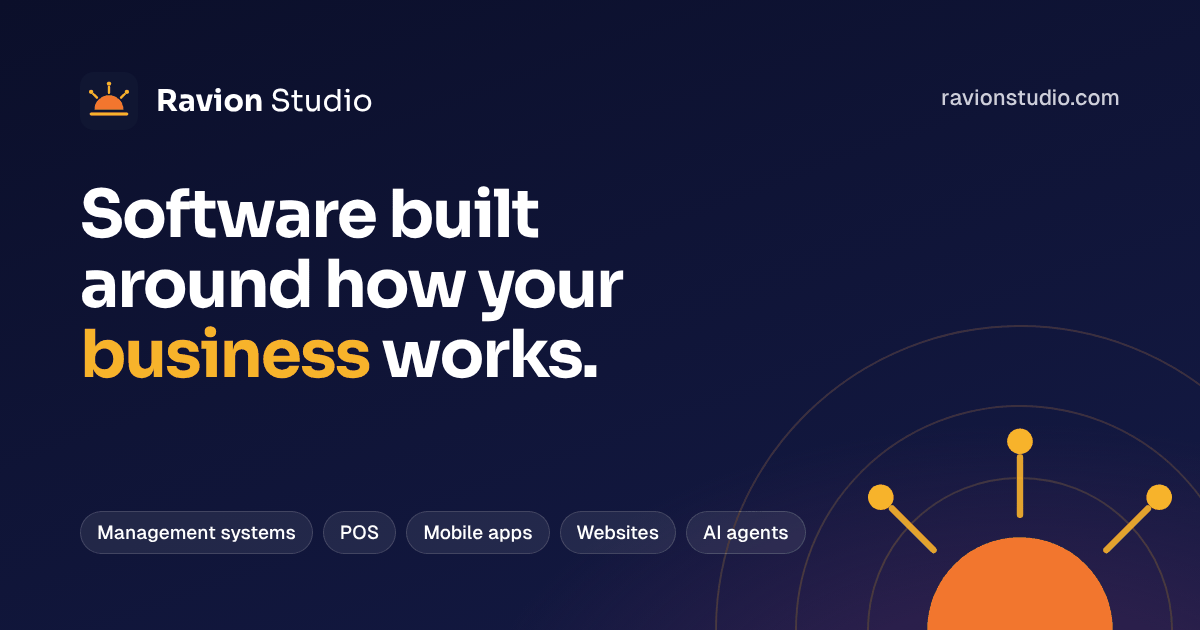 Ravion Studio
ravionstudio.com
Software built
around how your
business works.
Management systems
POS
Mobile apps
Websites
AI agents